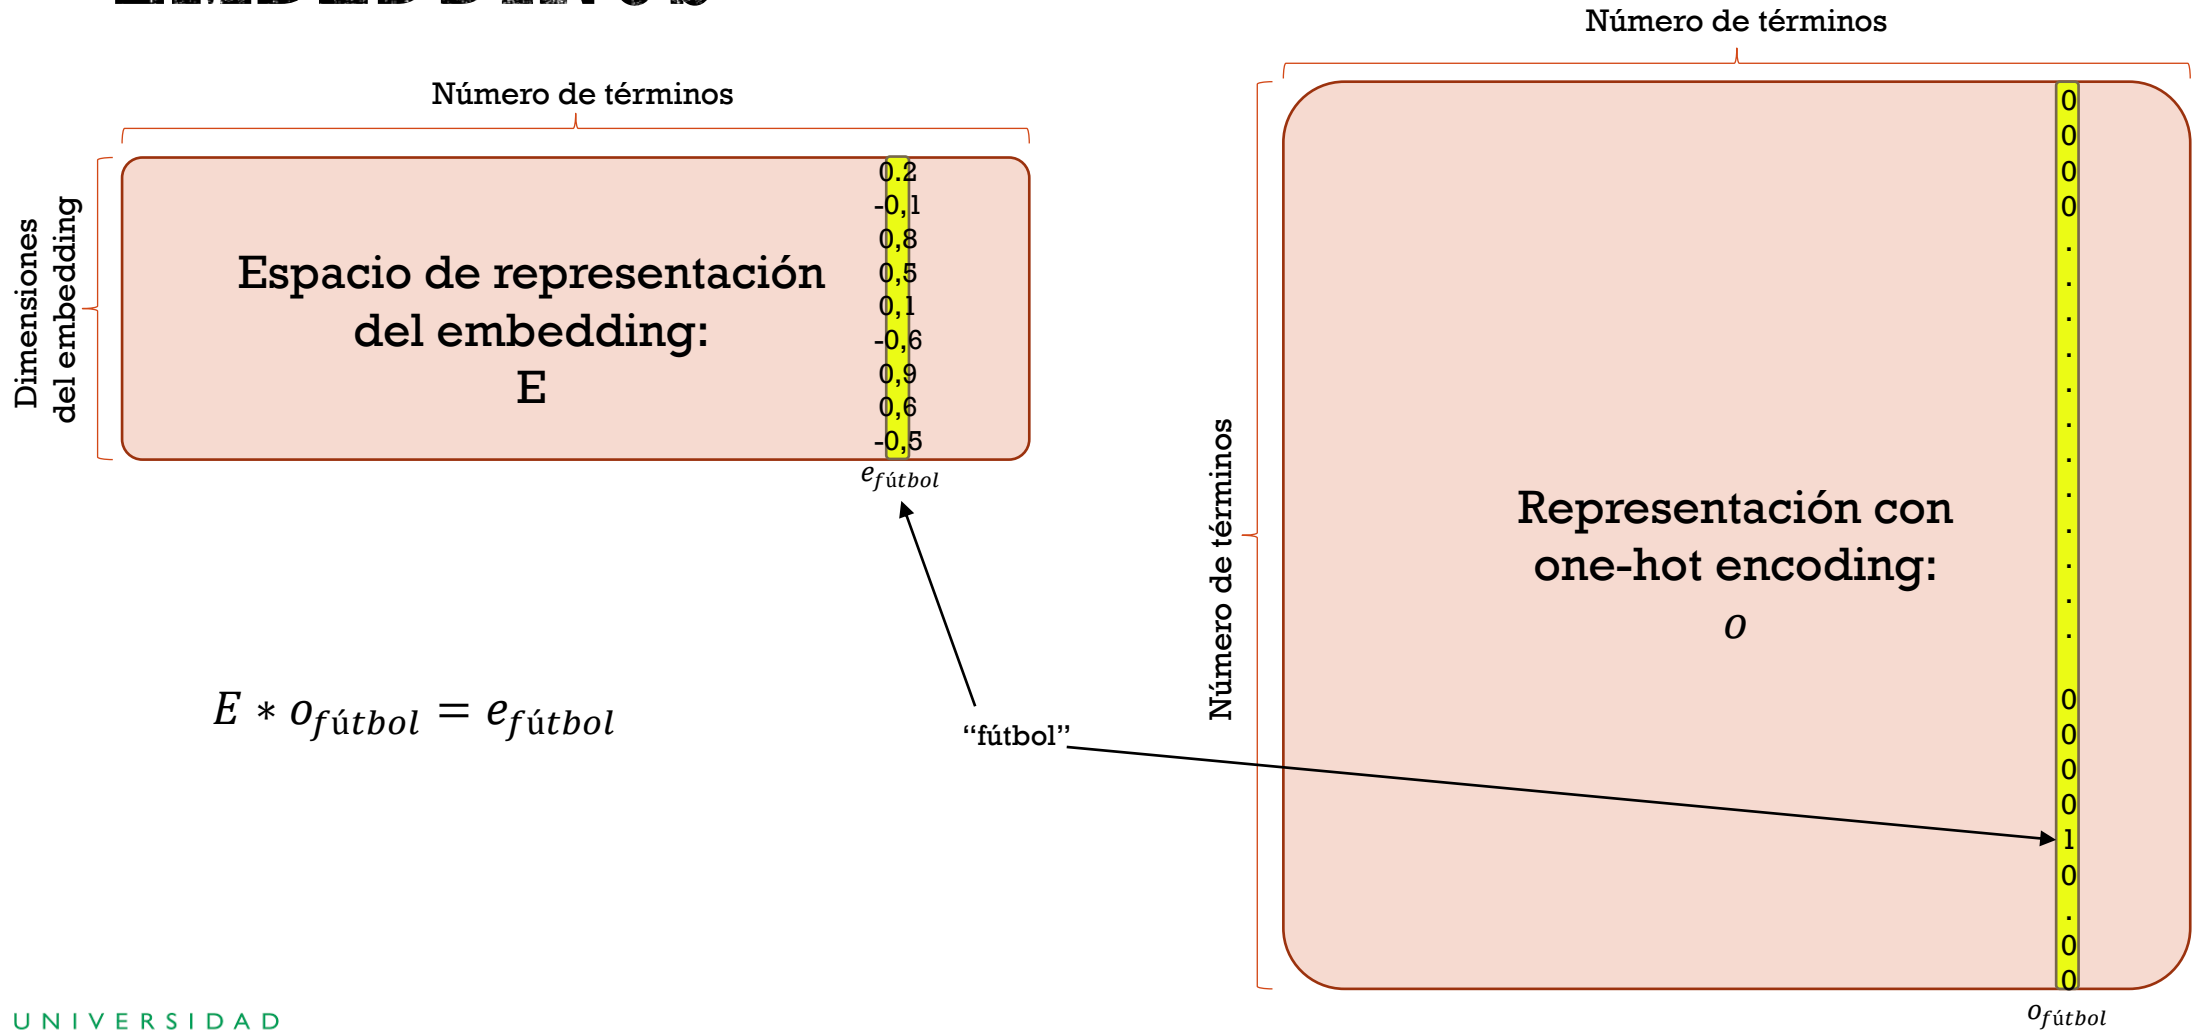 EMBEDDINGS
Número de términos
Número de términos
Dimensiones
del embedding
0.2
-0,1
0,8
0,5
0,1
-0,6
0,9
0,6
-0,5
Espacio de representación
del embedding:
E
e_fútbol
E * o_fútbol = e_fútbol
“fútbol”
Número de términos
Representación con
one-hot encoding:
o
0
0
0
0
.
.
.
.
.
.
.
.
.
.
.
.
0
0
0
0
1
0
.
0
0
o_fútbol
UNIVERSIDAD